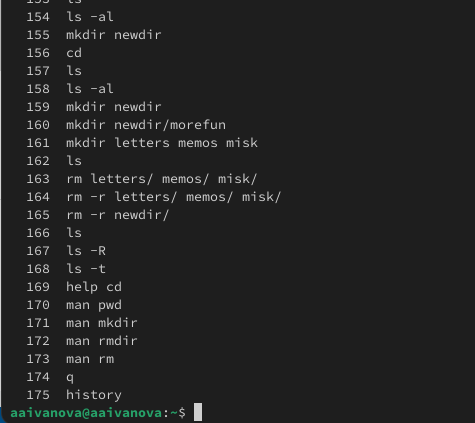 153  ls
154  ls -al
155  mkdir newdir
156  cd
157  ls
158  ls -al
159  mkdir newdir
160  mkdir newdir/morefun
161  mkdir letters memos misk
162  ls
163  rm letters/ memos/ misk/
164  rm -r letters/ memos/ misk/
165  rm -r newdir/
166  ls
167  ls -R
168  ls -t
169  help cd
170  man pwd
171  man mkdir
172  man rmdir
173  man rm
174  q
175  history
aaivanova@aaivanova:~$